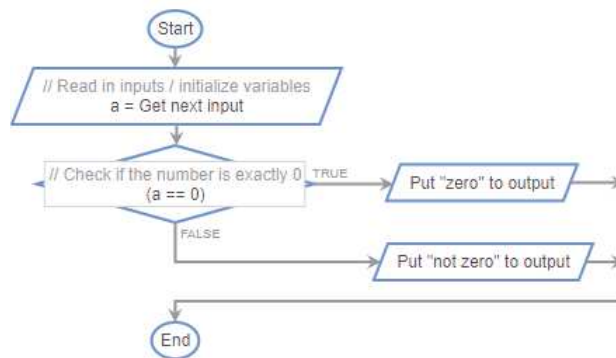 Start
// Read in inputs / initialize variables
a = Get next input
// Check if the number is exactly 0
(a == 0)
TRUE
Put "zero" to output
FALSE
Put "not zero" to output
End